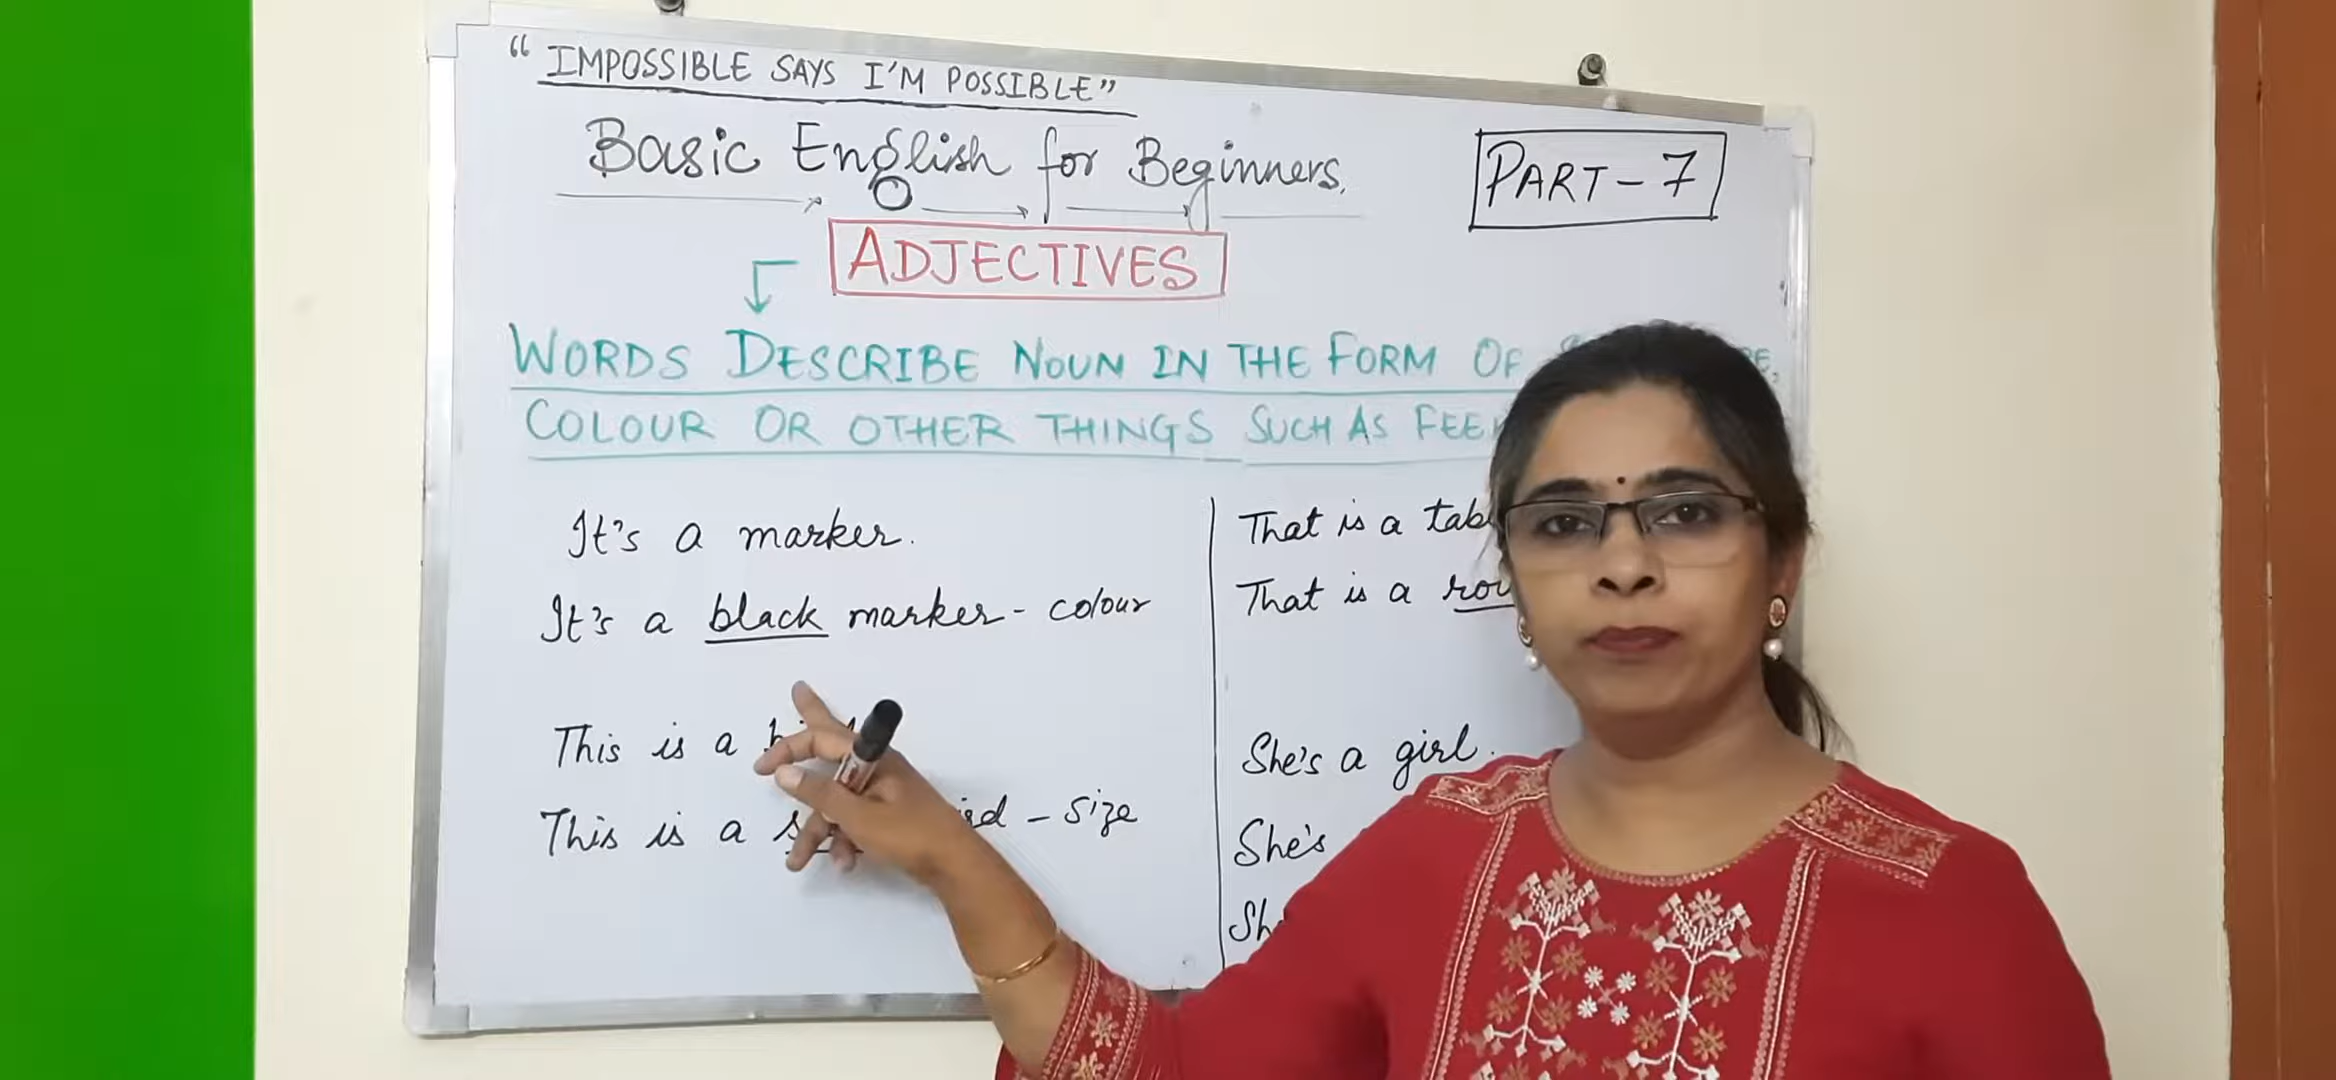 “ IMPOSSIBLE SAYS I'M POSSIBLE”
Basic English for Beginners.
PART-7
ADJECTIVES
WORDS DESCRIBE NOUN IN THE FORM OF
COLOUR OR OTHER THINGS SUCH AS
It's a marker.
It's a black marker - colour
This is a
This is a - size
That is a
That is a
She's a girl.
She's